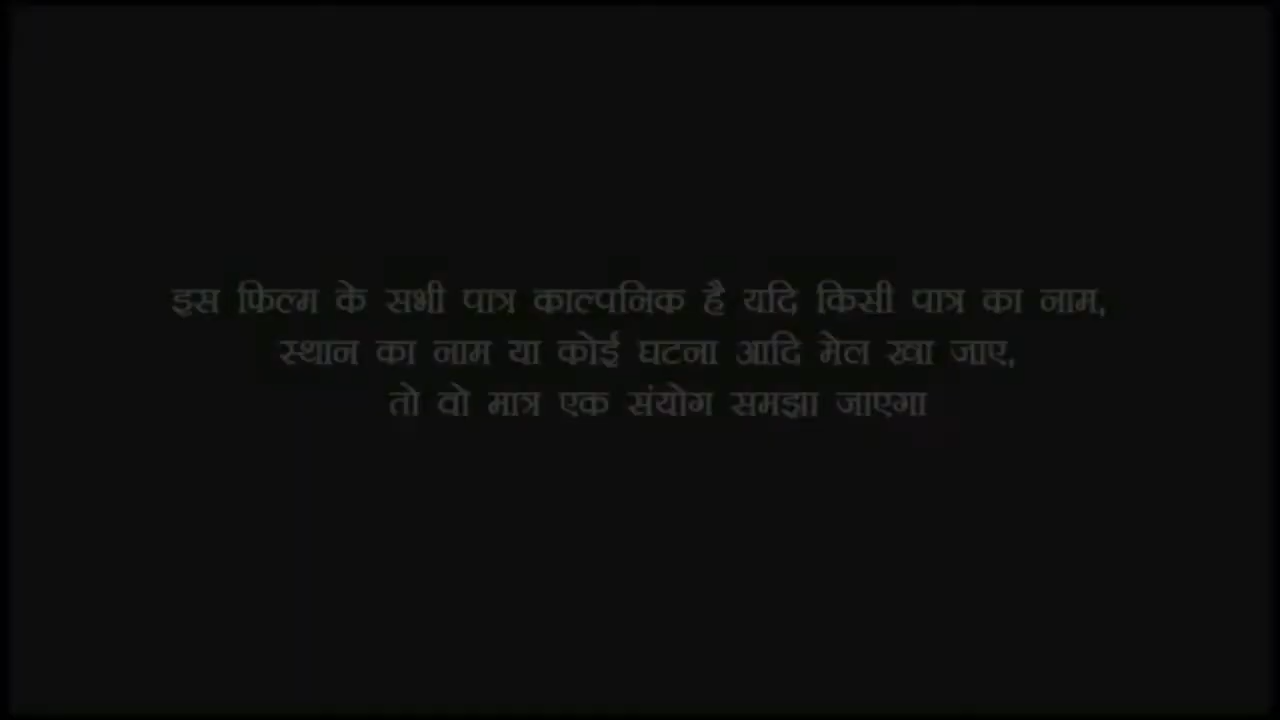 इस फिल्म के सभी पात्र काल्पनिक है यदि किसी पात्र का नाम,
स्थान का नाम या कोई घटना आदि मेल खा जाए,
तो वो मात्र एक संयोग समझा जाएगा